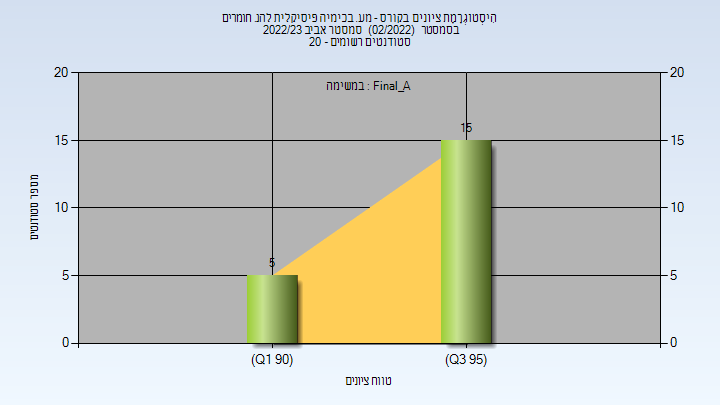 היסטוגרמת ציונים בקורס - מע. בכימיה פיסיקלית להנ. חומרים
בסמסטר (02/2022) סמסטר אביב 2022/23
סטודנטים רשומים - 20
במשימה : Final_A
20 20
15 15 15
מספר סטודנטים
10 10
5 5 5
0 0
(Q1 90) (Q3 95)
טווח ציונים